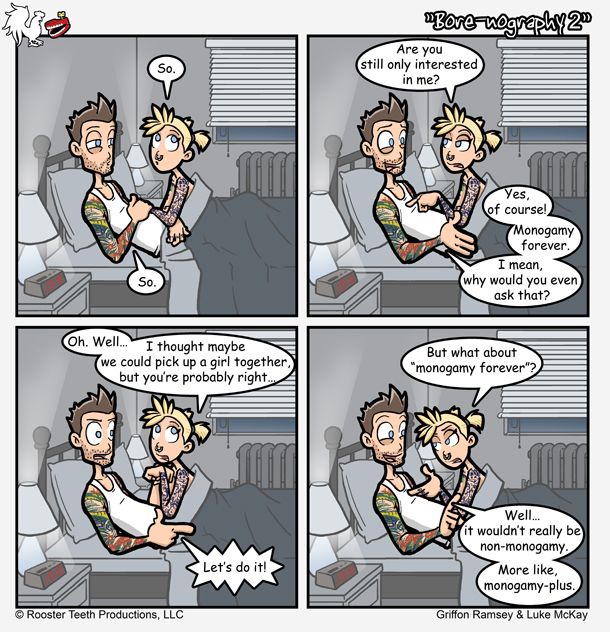 "Bore-nography 2"
So.
So.
Are you
still only interested
in me?
Yes,
of course!
Monogamy
forever.
I mean,
why would you even
ask that?
Oh. Well...
I thought maybe
we could pick up a girl together,
but you're probably right...
Let's do it!
But what about
"monogamy forever"?
Well...
it wouldn't really be
non-monogamy.
More like,
monogamy-plus.
© Rooster Teeth Productions, LLC
Griffon Ramsey & Luke McKay